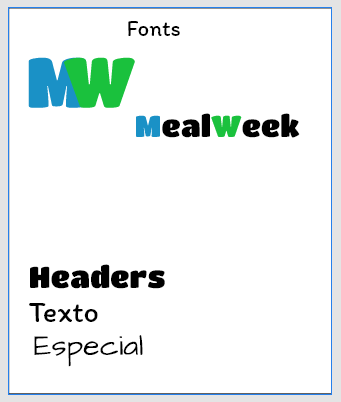 Fonts
MW
MealWeek
Headers
Texto
Especial